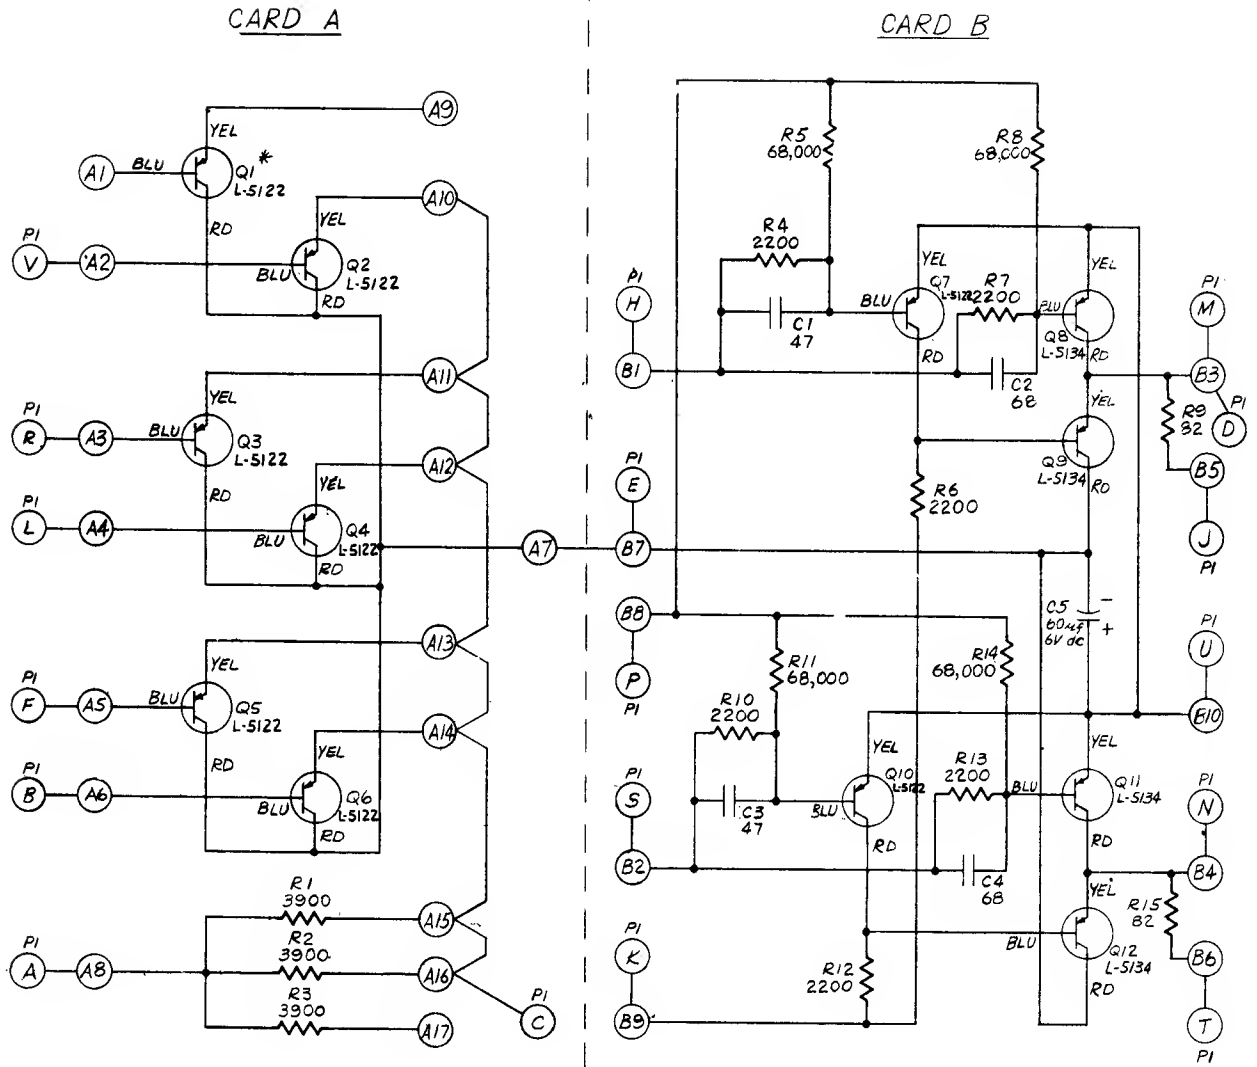 CARD A
CARD B
A9
YEL
A1
BLU
Q1 *
L-5122
RD
A10
YEL
P1
V
A2
BLU
Q2
L-5122
RD
A11
YEL
P1
R
A3
BLU
Q3
L-5122
RD
A12
YEL
P1
L
A4
BLU
Q4
L-5122
RD
A7
A13
YEL
P1
F
A5
BLU
Q5
L-5122
RD
A14
YEL
P1
B
A6
BLU
Q6
L-5122
RD
R1
3900
A15
P1
A
A8
R2
3900
A16
R3
3900
A17
P1
C
R5
68,000
R8
68,000
R4
2200
C1
47
P1
H
B1
YEL
BLU
Q7
L-5122
RD
R7
2200
C2
68
YEL
BLU
Q8
L-5134
RD
P1
M
B3
P1
D
YEL
Q9
L-5134
RD
R9
82
B5
J
P1
R6
2200
P1
E
B7
B8
P
P1
C5
60μf
6V dc
-
+
P1
U
B10
R11
68,000
R14
68,000
R10
2200
C3
47
P1
S
B2
YEL
BLU
Q10
L-5122
RD
R13
2200
C4
68
YEL
BLU
Q11
L-5134
RD
P1
N
B4
YEL
BLU
Q12
L-5134
RD
R15
82
B6
T
P1
R12
2200
P1
K
B9